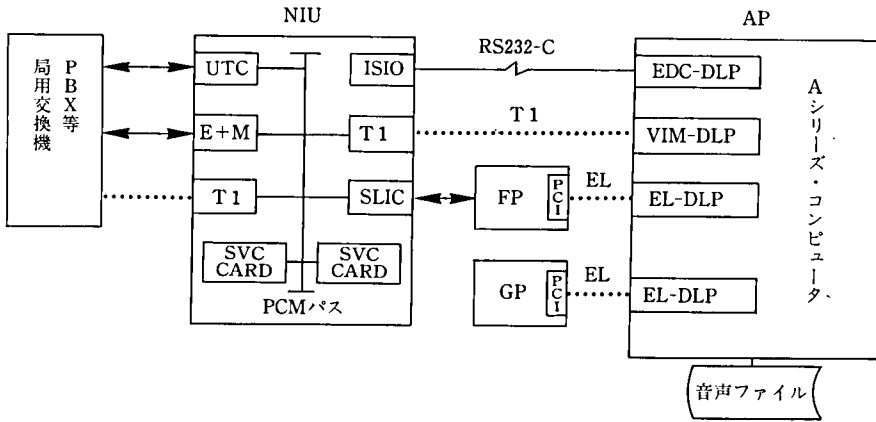 NIU
AP
PBX等
局用交換機
UTC
ISIO
RS232-C
EDC-DLP
E+M
T1
T1
VIM-DLP
T1
SLIC
FP
PCI
EL
EL-DLP
SVC
CARD
SVC
CARD
PCMパス
GP
PCI
EL
EL-DLP
Aシリーズ・コンピュータ
音声ファイル